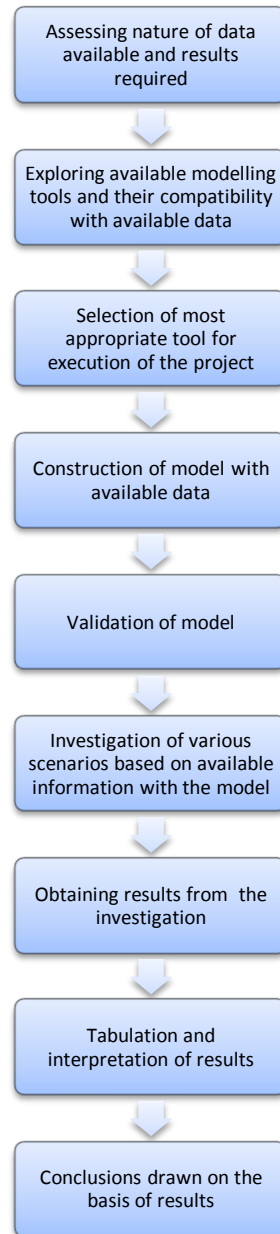 Assessing nature of data
available and results
required
Exploring available modelling
tools and their compatibility
with available data
Selection of most
appropriate tool for
execution of the project
Construction of model with
available data
Validation of model
Investigation of various
scenarios based on available
information with the model
Obtaining results from the
investigation
Tabulation and
interpretation of results
Conclusions drawn on the
basis of results